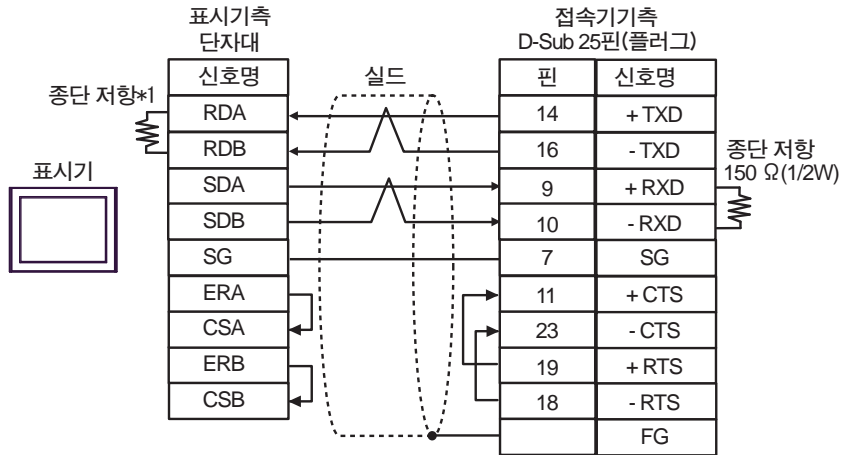 표시기측
단자대
접속기기측
D-Sub 25핀(플러그)
신호명
실드
핀
신호명
종단 저항*1
RDA
14
+ TXD
RDB
16
- TXD
종단 저항
150 Ω(1/2W)
표시기
SDA
9
+ RXD
SDB
10
- RXD
SG
7
SG
ERA
11
+ CTS
CSA
23
- CTS
ERB
19
+ RTS
CSB
18
- RTS
FG